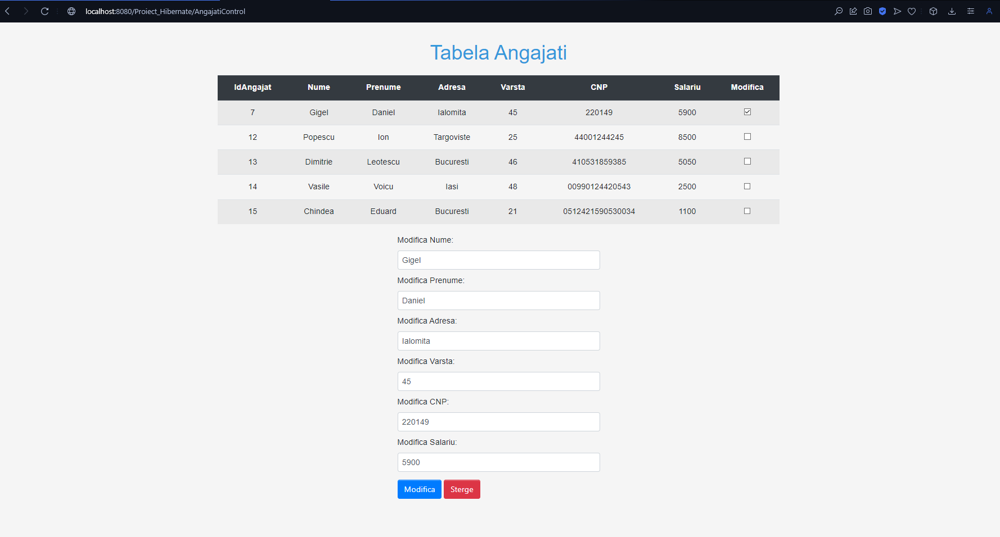 localhost:8080/Proiect_Hibernate/AngajatiControl
Tabela Angajati
IdAngajat Nume Prenume Adresa Varsta CNP Salariu Modifica
7 Gigel Daniel Ialomita 45 220149 5900
12 Popescu Ion Targoviste 25 44001244245 8500
13 Dimitrie Leotescu Bucuresti 46 410531859385 5050
14 Vasile Voicu Iasi 48 00990124420543 2500
15 Chindea Eduard Bucuresti 21 0512421590530034 1100
Modifica Nume:
Gigel
Modifica Prenume:
Daniel
Modifica Adresa:
Ialomita
Modifica Varsta:
45
Modifica CNP:
220149
Modifica Salariu:
5900
Modifica Sterge